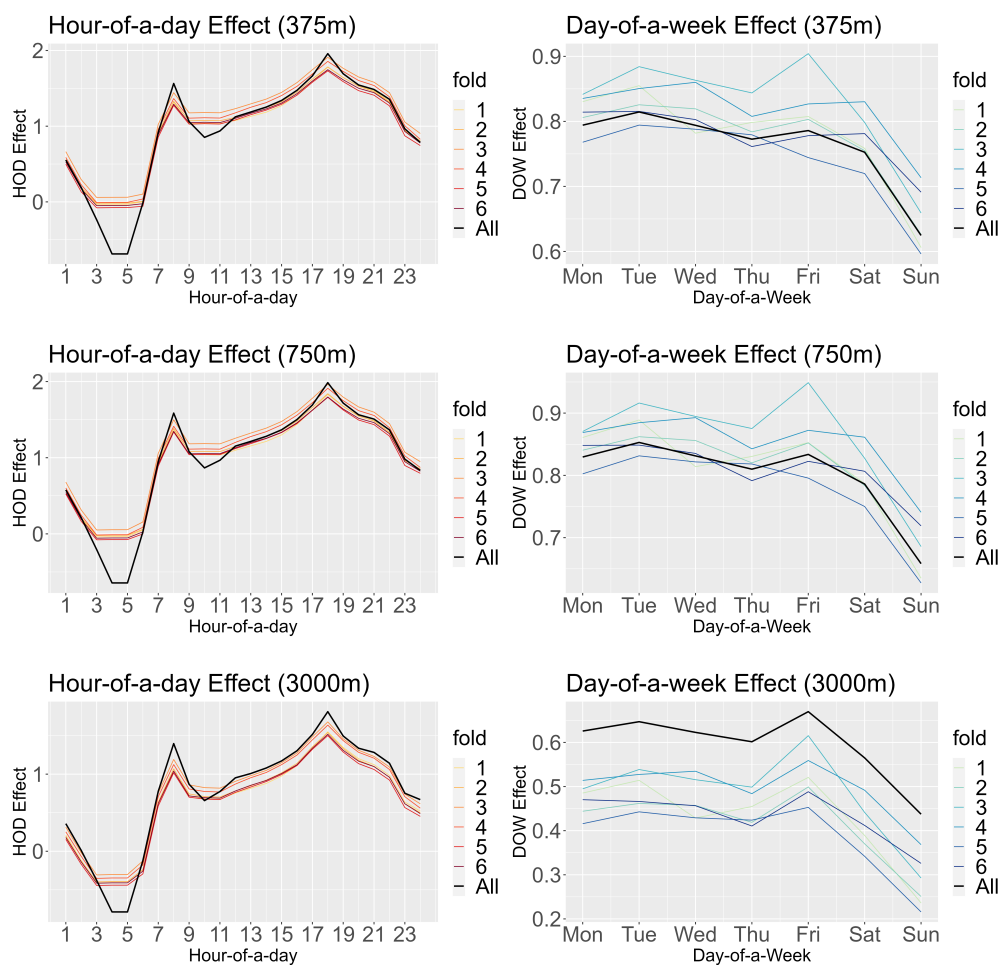 Hour-of-a-day Effect (375m)
2
1
0
HOD Effect
1 3 5 7 9 11 13 15 17 19 21 23
Hour-of-a-day
fold
1
2
3
4
5
6
All
Day-of-a-week Effect (375m)
0.9
0.8
0.7
0.6
DOW Effect
Mon Tue Wed Thu Fri Sat Sun
Day-of-a-Week
fold
1
2
3
4
5
6
All
Hour-of-a-day Effect (750m)
2
1
0
HOD Effect
1 3 5 7 9 11 13 15 17 19 21 23
Hour-of-a-day
fold
1
2
3
4
5
6
All
Day-of-a-week Effect (750m)
0.9
0.8
0.7
DOW Effect
Mon Tue Wed Thu Fri Sat Sun
Day-of-a-Week
fold
1
2
3
4
5
6
All
Hour-of-a-day Effect (3000m)
1
0
HOD Effect
1 3 5 7 9 11 13 15 17 19 21 23
Hour-of-a-day
fold
1
2
3
4
5
6
All
Day-of-a-week Effect (3000m)
0.6
0.5
0.4
0.3
0.2
DOW Effect
Mon Tue Wed Thu Fri Sat Sun
Day-of-a-Week
fold
1
2
3
4
5
6
All